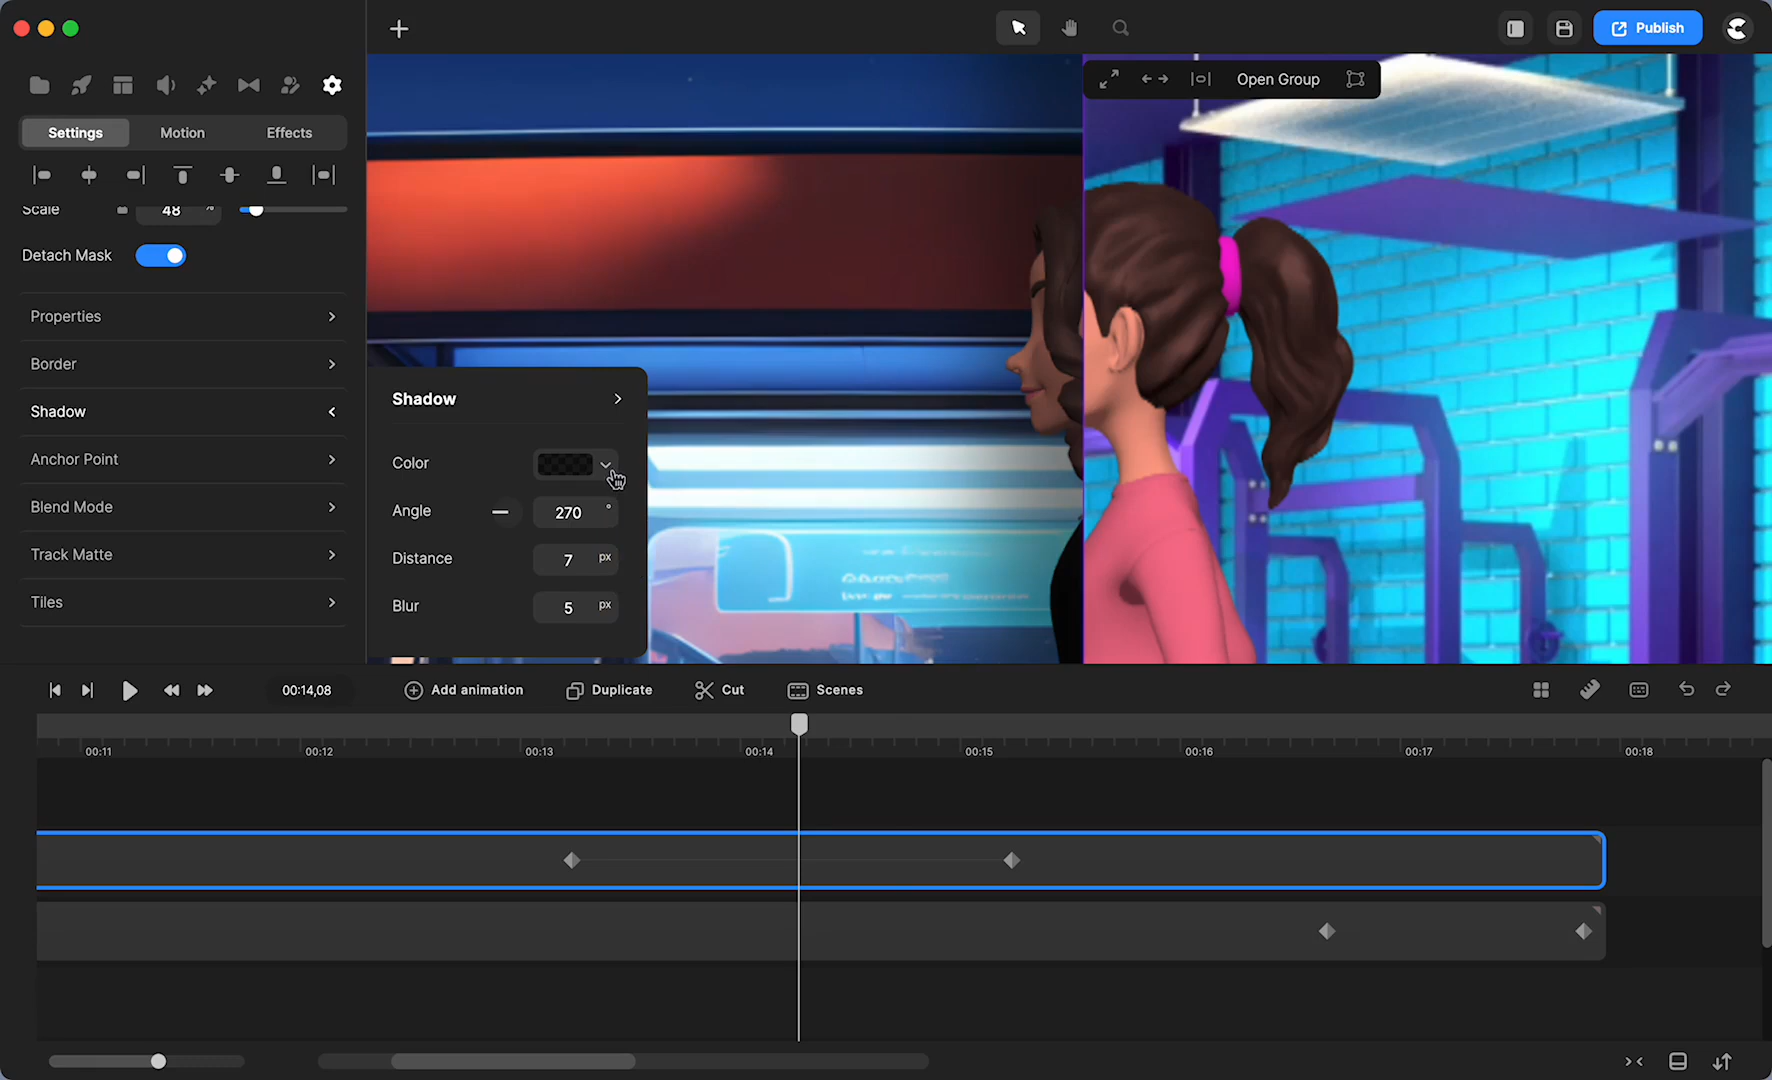 Publish
Settings Motion Effects
Open Group
Scale 48 %
Detach Mask
Properties
Border
Shadow
Anchor Point
Blend Mode
Track Matte
Tiles
Shadow
Color
Angle 270 °
Distance 7 px
Blur 5 px
00:14,08 Add animation Duplicate Cut Scenes
00:11 00:12 00:13 00:14 00:15 00:16 00:17 00:18